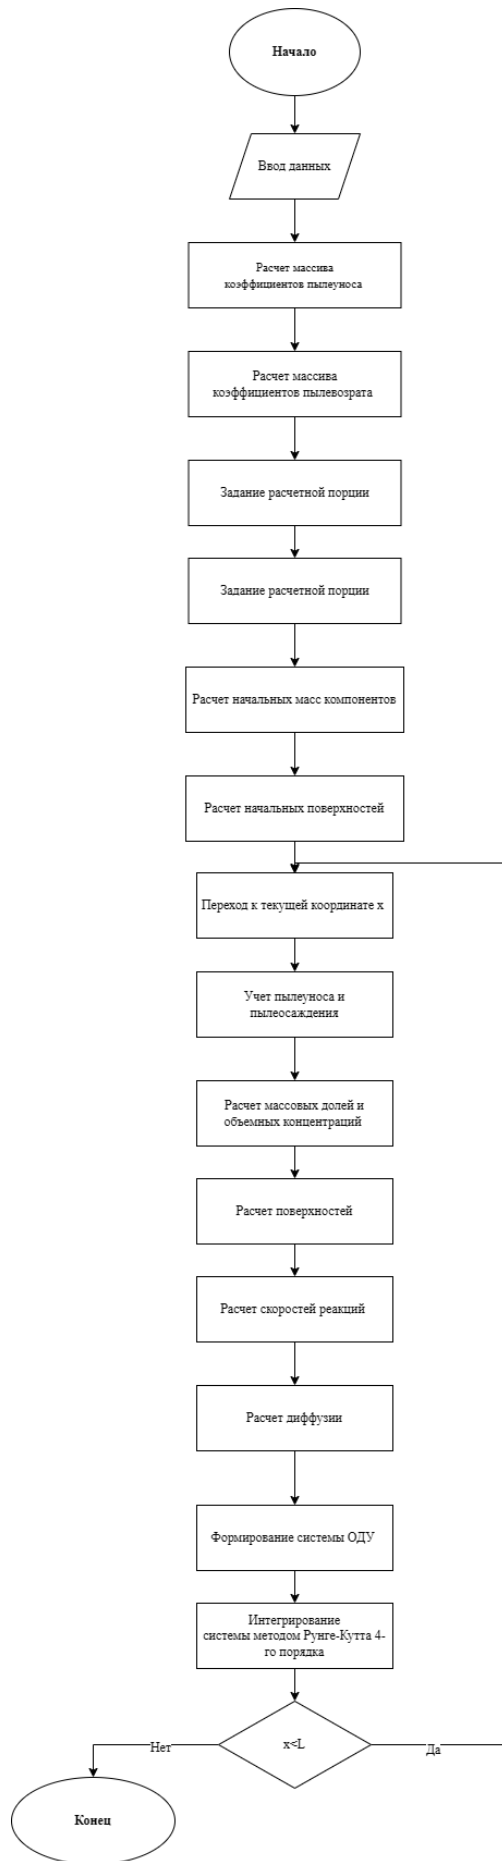 Начало
Ввод данных
Расчет массива
коэффициентов пылеуноса
Расчет массива
коэффициентов пылевозрата
Задание расчетной порции
Задание расчетной порции
Расчет начальных масс компонентов
Расчет начальных поверхностей
Переход к текущей координате x
Учет пылеуноса и
пылеосаждения
Расчет массовых долей и
объемных концентраций
Расчет поверхностей
Расчет скоростей реакций
Расчет диффузии
Формирование системы ОДУ
Интегрирование
системы методом Рунге-Кутта 4-
го порядка
x<L
Нет
Да
Конец